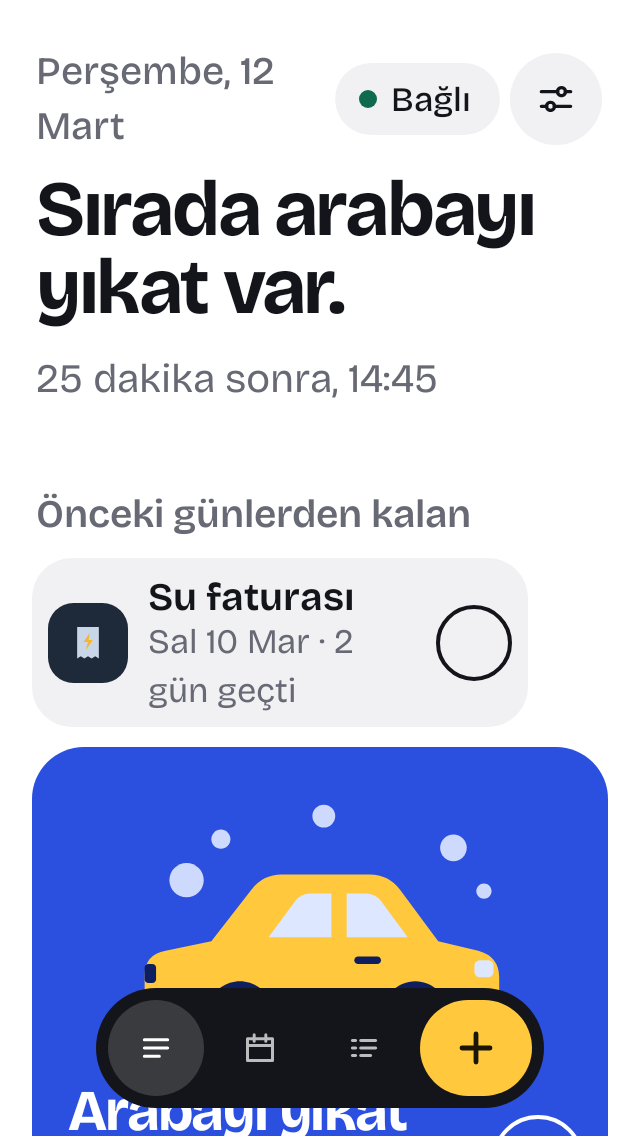 Perşembe, 12
Mart
Bağlı
Sırada arabayı
yıkat var.
25 dakika sonra, 14:45
Önceki günlerden kalan
Su faturası
Sal 10 Mar · 2
gün geçti
Arabayı yıkat